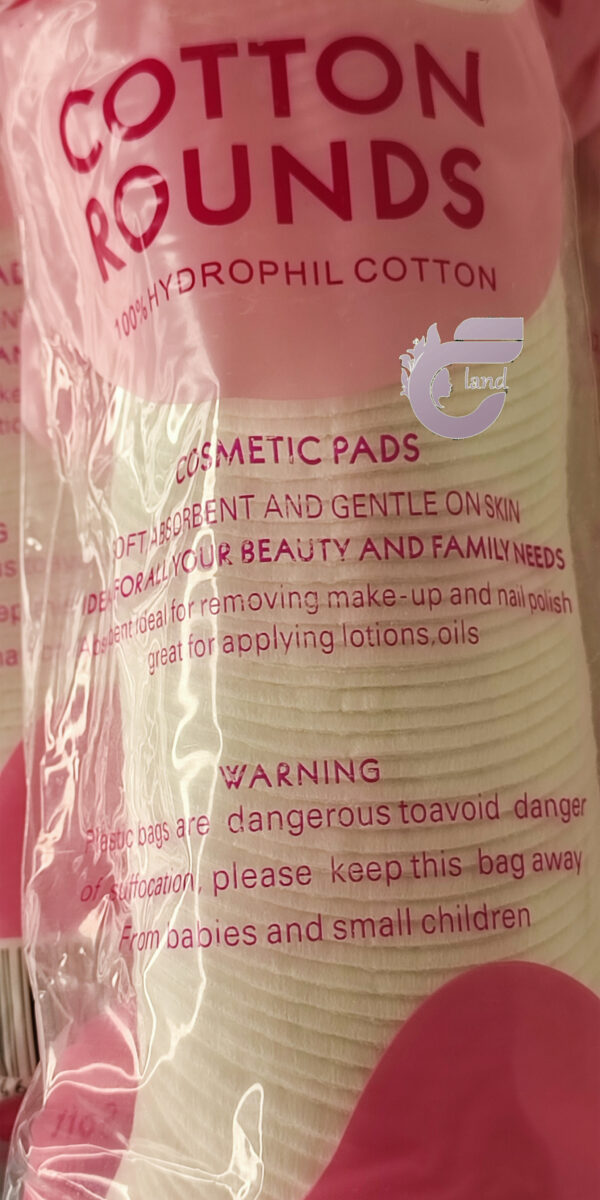 COTTON
ROUNDS
100% HYDROPHIL COTTON
land
COSMETIC PADS
SOFT, ABSORBENT AND GENTLE ON SKIN
IDEAL FOR ALL YOUR BEAUTY AND FAMILY NEEDS
Absorbent ideal for removing make-up and nail polish
great for applying lotions,oils
WARNING
Plastic bags are dangerous toavoid danger
of suffocation, please keep this bag away
From babies and small children